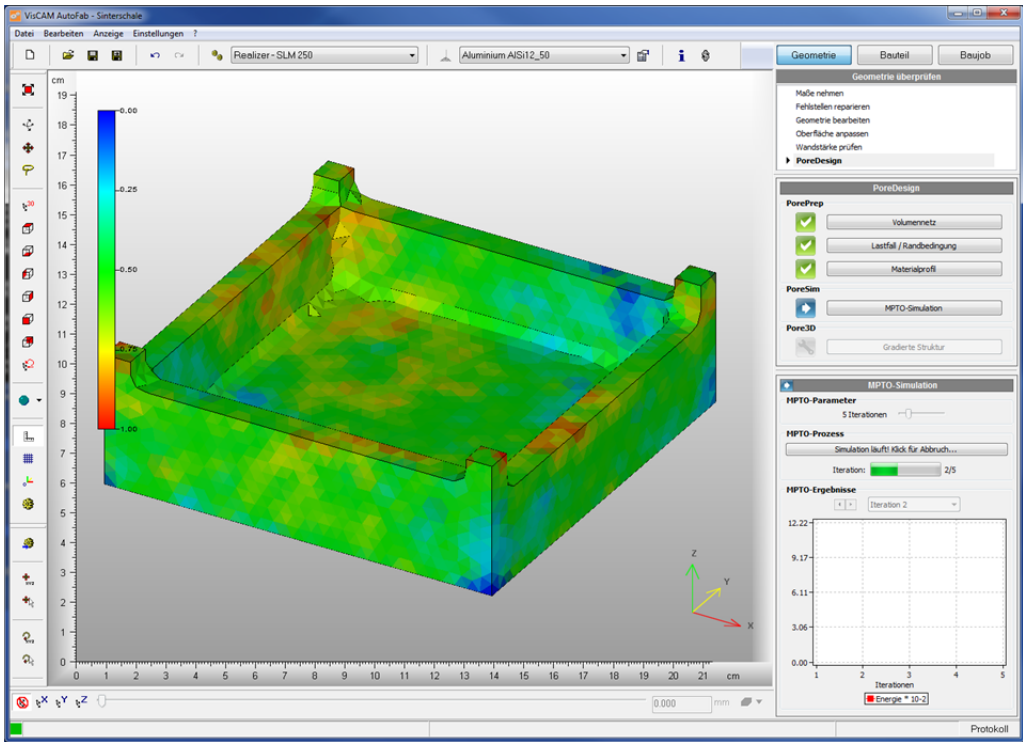 VisCAM AutoFab - Sinterschale
Datei Bearbeiten Anzeige Einstellungen ?
Realizer - SLM 250
Aluminium AlSi12_50
Geometrie
Bauteil
Baujob
Geometrie überprüfen
Maße nehmen
Fehlstellen reparieren
Geometrie bearbeiten
Oberfläche anpassen
Wandstärke prüfen
PoreDesign
PoreDesign
PorePrep
Volumennetz
Lastfall / Randbedingung
Materialprofil
PoreSim
MPTO-Simulation
Pore3D
Gradierte Struktur
MPTO-Simulation
MPTO-Parameter
5 Iterationen
MPTO-Prozess
Simulation läuft! Klick für Abbruch...
Iteration: 2/5
MPTO-Ergebnisse
Iteration 2
12.22
9.17
6.11
3.06
0.00
1 2 3 4 5
Iterationen
Energie * 10-2
cm
19
18
17
16
15
14
13
12
11
10
9
8
7
6
5
4
3
2
1
0
0.00
0.25
0.50
0.75
1.00
Z
Y
X
0 1 2 3 4 5 6 7 8 9 10 11 12 13 14 15 16 17 18 19 20 21 cm
X Y Z
0.000 mm
Protokoll